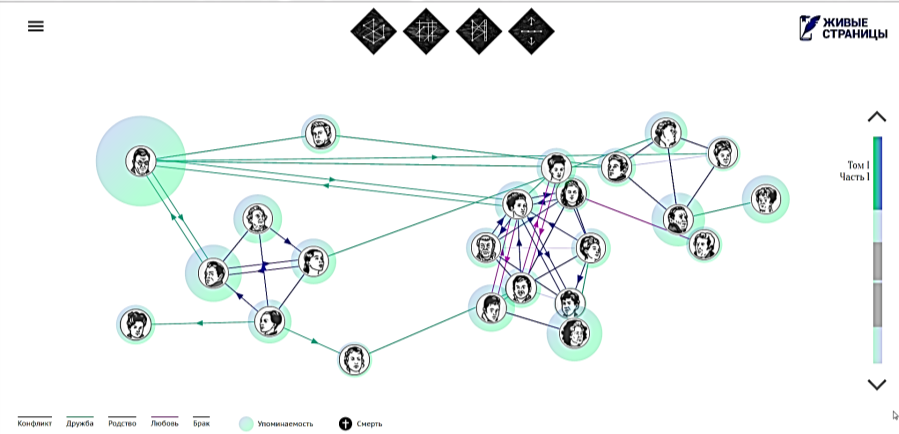 ЖИВЫЕ
СТРАНИЦЫ
Том I
Часть I
Конфликт Дружба Родство Любовь Брак Упоминаемость Смерть